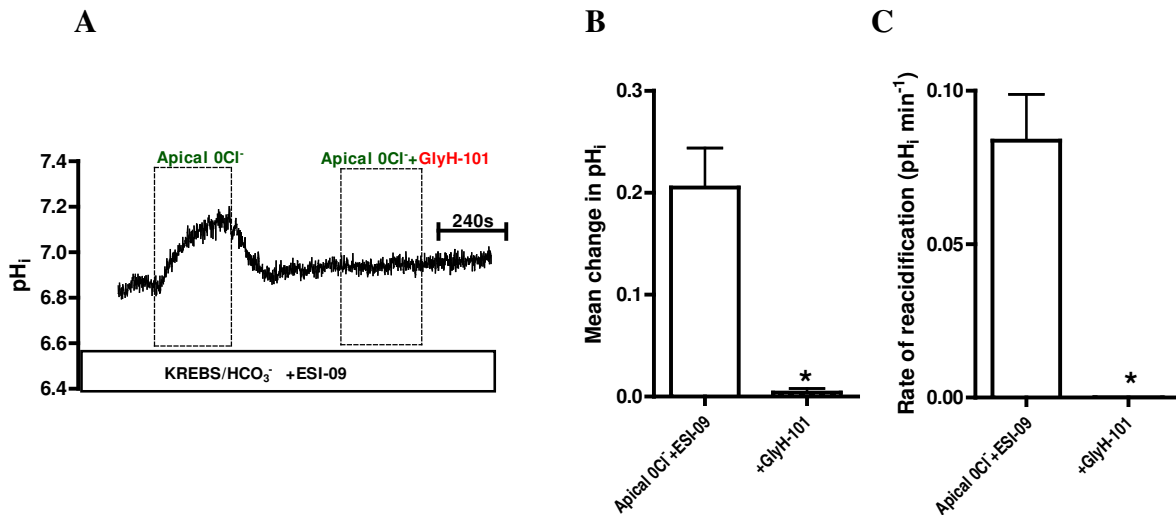 A
B
C
Apical 0Cl⁻
Apical 0Cl⁻+GlyH-101
240s
7.4
7.2
7.0
6.8
6.6
6.4
pHᵢ
KREBS/HCO₃⁻ +ESI-09
Mean change in pHᵢ
0.3
0.2
0.1
0.0
*
Apical 0Cl⁻+ESI-09
+GlyH-101
Rate of reacidification (pHᵢ min⁻¹)
0.10
0.05
0.00
*
Apical 0Cl⁻+ESI-09
+GlyH-101